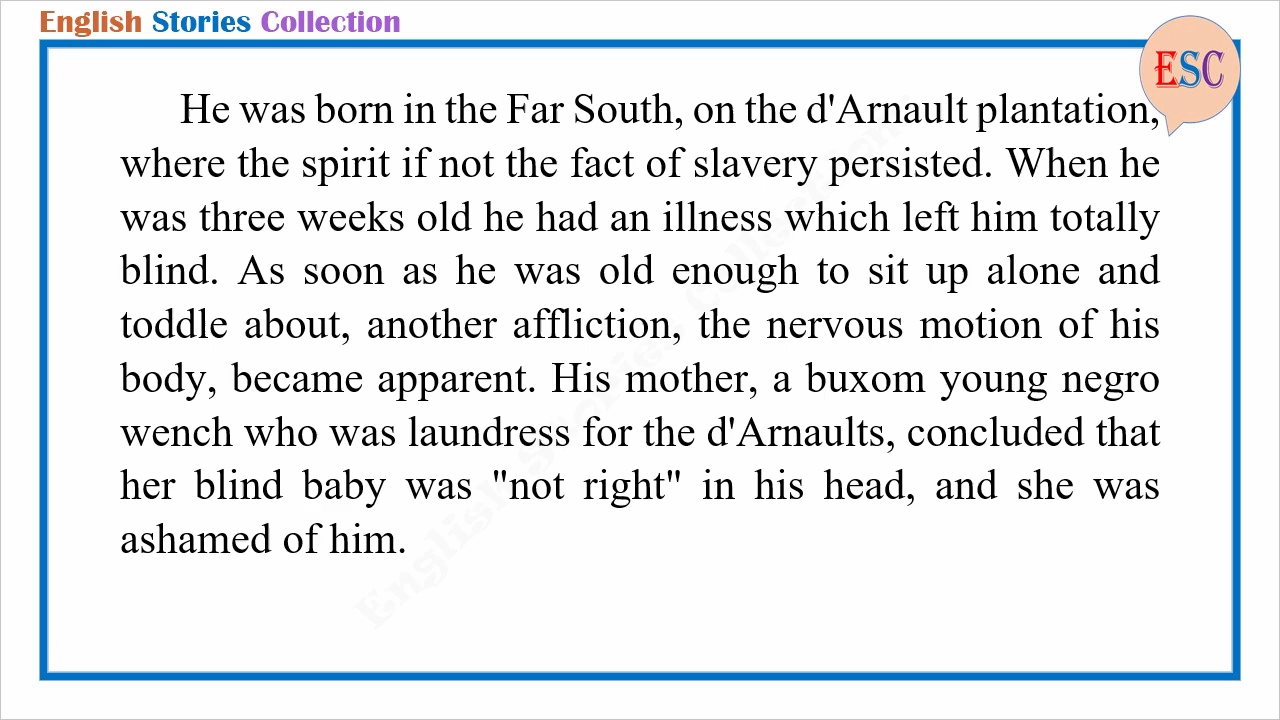 English Stories Collection
ESC
He was born in the Far South, on the d'Arnault plantation,
where the spirit if not the fact of slavery persisted. When he
was three weeks old he had an illness which left him totally
blind. As soon as he was old enough to sit up alone and
toddle about, another affliction, the nervous motion of his
body, became apparent. His mother, a buxom young negro
wench who was laundress for the d'Arnaults, concluded that
her blind baby was "not right" in his head, and she was
ashamed of him.
English Stories Collection